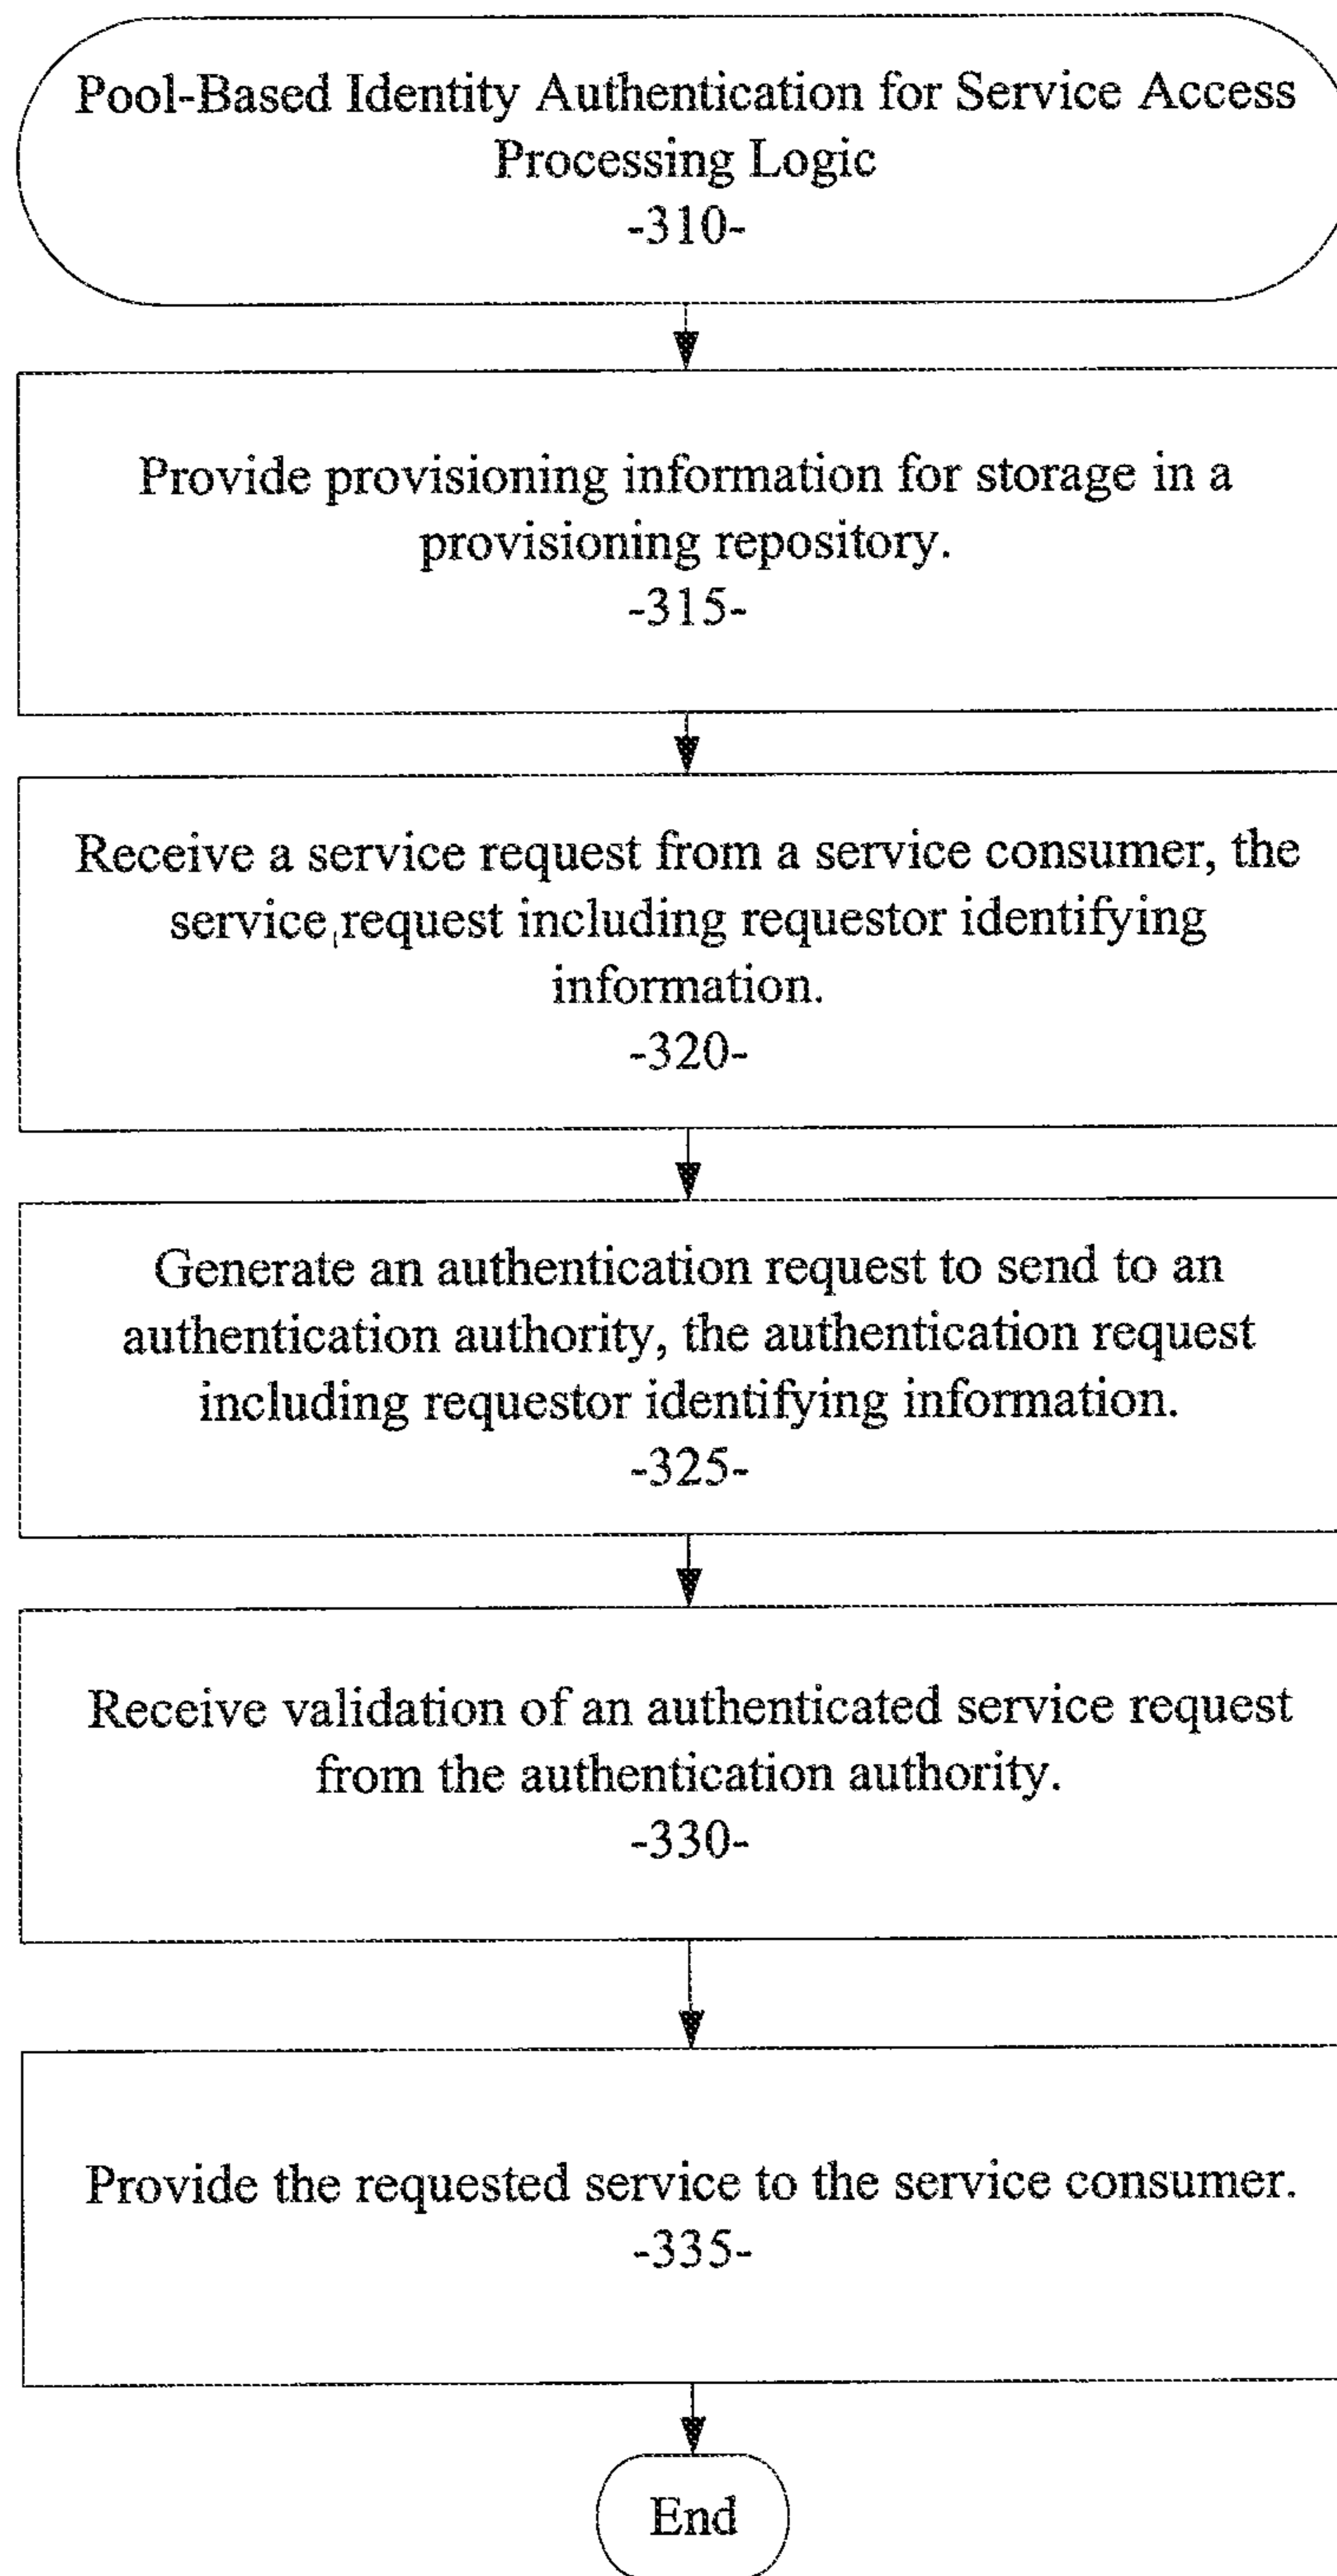 Pool-Based Identity Authentication for Service Access
Processing Logic
-310-
Provide provisioning information for storage in a
provisioning repository.
-315-
Receive a service request from a service consumer, the
service request including requestor identifying
information.
-320-
Generate an authentication request to send to an
authentication authority, the authentication request
including requestor identifying information.
-325-
Receive validation of an authenticated service request
from the authentication authority.
-330-
Provide the requested service to the service consumer.
-335-
End